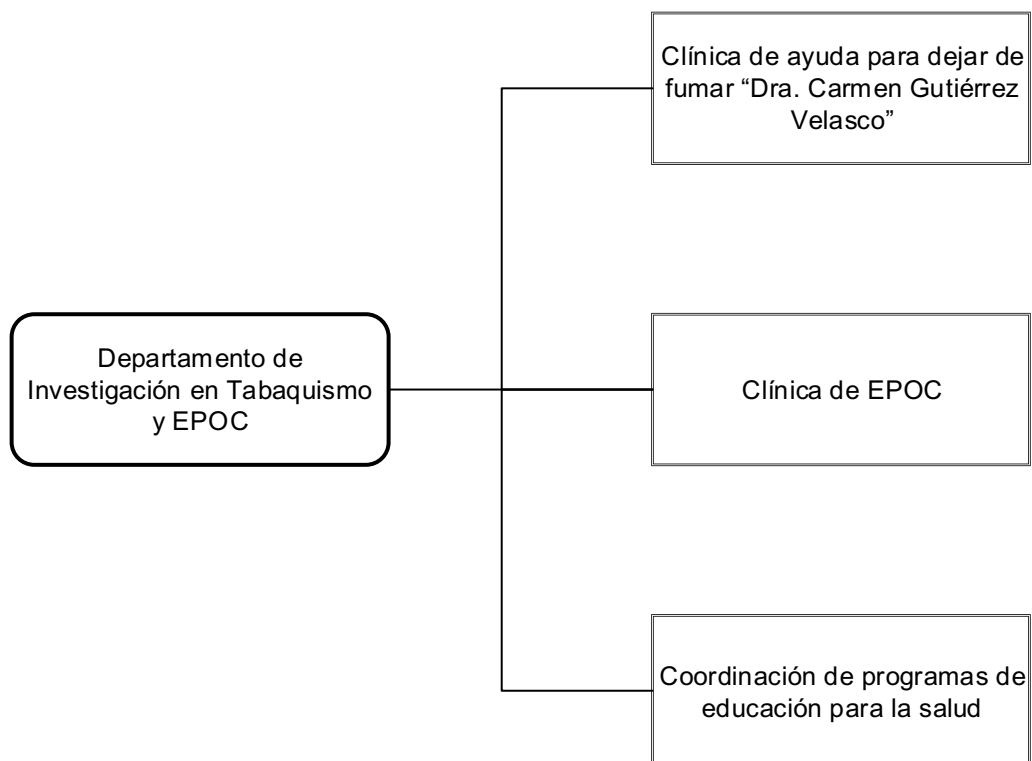 Clínica de ayuda para dejar de
fumar “Dra. Carmen Gutiérrez
Velasco”
Departamento de
Investigación en Tabaquismo
y EPOC
Clínica de EPOC
Coordinación de programas de
educación para la salud